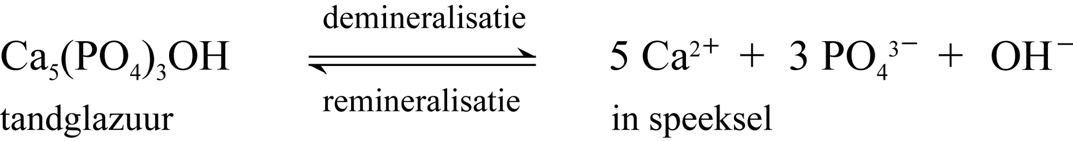 demineralisatie
Ca₅(PO₄)₃OH ⇌ 5 Ca²⁺ + 3 PO₄³⁻ + OH⁻
remineralisatie
tandglazuur in speeksel